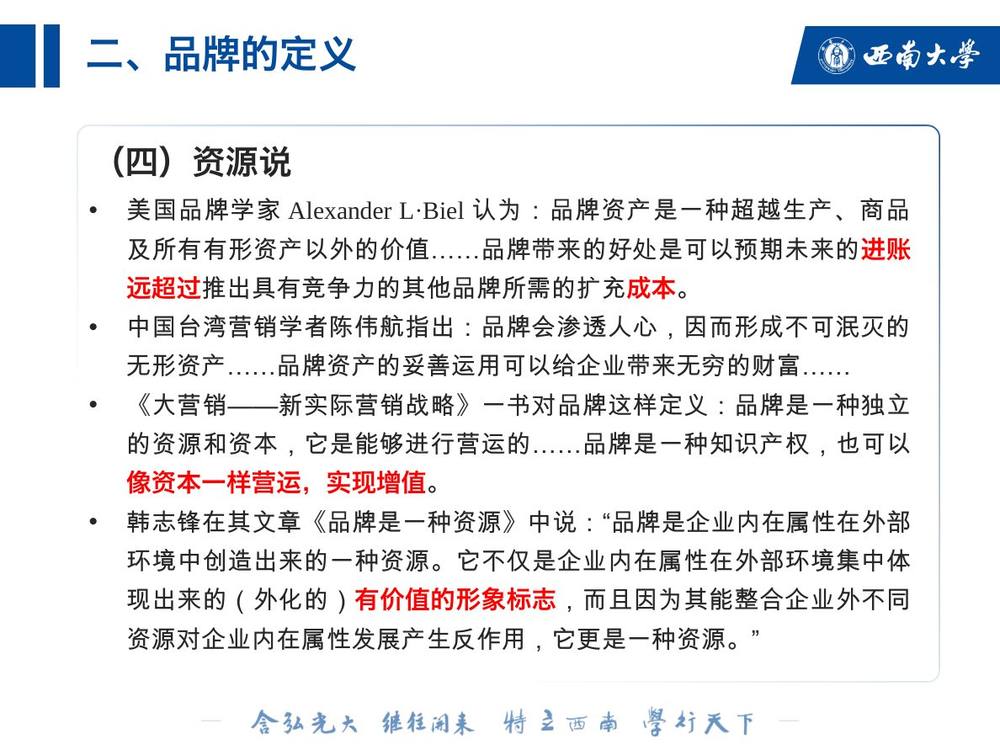 二、品牌的定义
西南大学
（四）资源说
• 美国品牌学家 Alexander L·Biel 认为：品牌资产是一种超越生产、商品
及所有有形资产以外的价值……品牌带来的好处是可以预期未来的进账
远超过推出具有竞争力的其他品牌所需的扩充成本。
• 中国台湾营销学者陈伟航指出：品牌会渗透人心，因而形成不可泯灭的
无形资产……品牌资产的妥善运用可以给企业带来无穷的财富……
• 《大营销——新实际营销战略》一书对品牌这样定义：品牌是一种独立
的资源和资本，它是能够进行营运的……品牌是一种知识产权，也可以
像资本一样营运，实现增值。
• 韩志锋在其文章《品牌是一种资源》中说：“品牌是企业内在属性在外部
环境中创造出来的一种资源。它不仅是企业内在属性在外部环境集中体
现出来的（外化的）有价值的形象标志，而且因为其能整合企业外不同
资源对企业内在属性发展产生反作用，它更是一种资源。”
含弘光大 继往开来 特立西南 學行天下